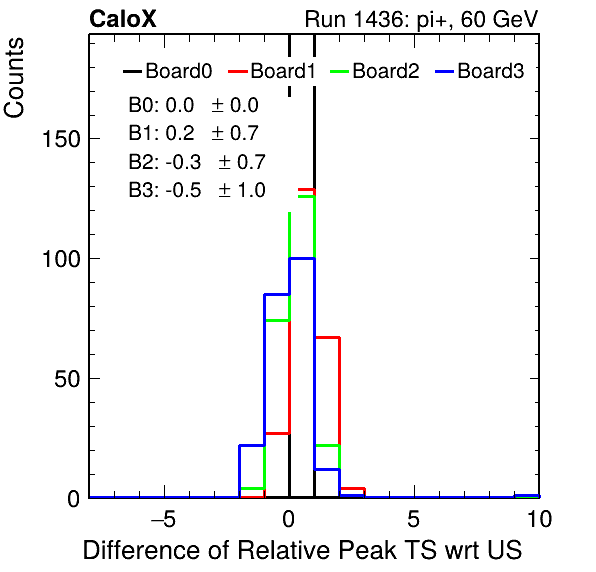 CaloX Run 1436: pi+, 60 GeV
Counts
Board0 Board1 Board2 Board3
B0: 0.0 ± 0.0
B1: 0.2 ± 0.7
B2: -0.3 ± 0.7
B3: -0.5 ± 1.0
150
100
50
0
−5 0 5 10
Difference of Relative Peak TS wrt US